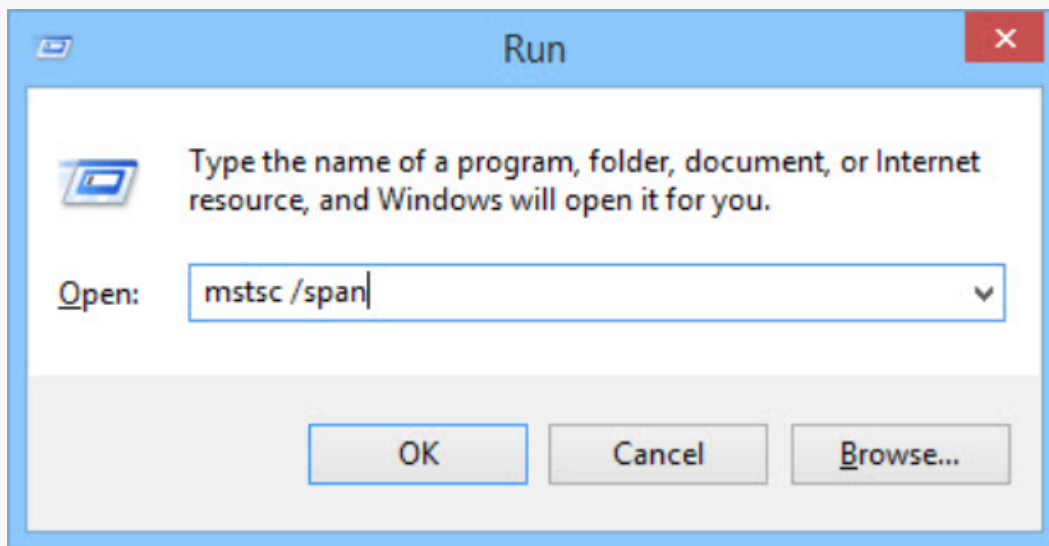 Run
Type the name of a program, folder, document, or Internet
resource, and Windows will open it for you.
Open: mstsc /span
OK Cancel Browse...